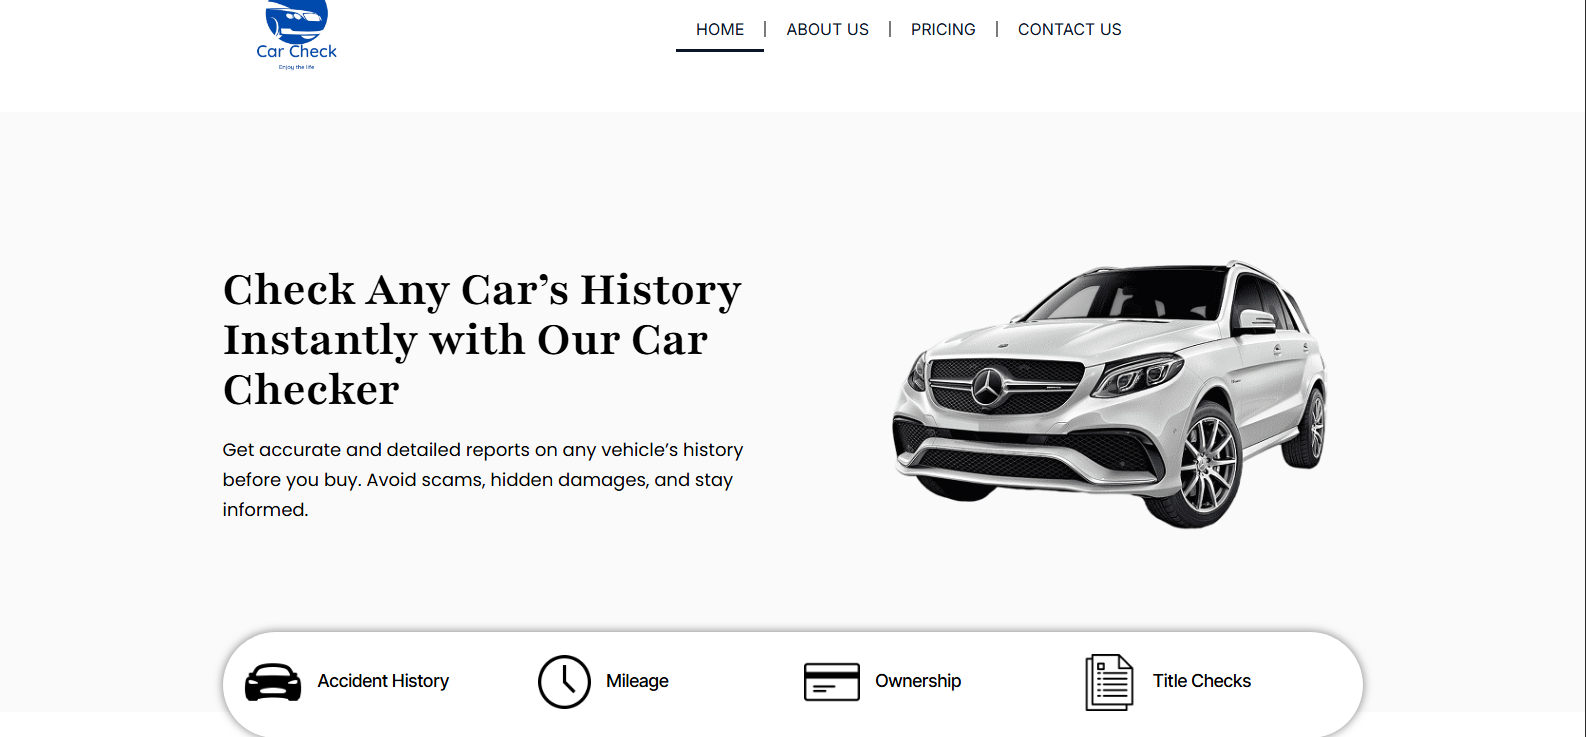 Car Check
Enjoy the life
HOME
ABOUT US
PRICING
CONTACT US
Check Any Car’s History
Instantly with Our Car
Checker
Get accurate and detailed reports on any vehicle’s history
before you buy. Avoid scams, hidden damages, and stay
informed.
Accident History
Mileage
Ownership
Title Checks